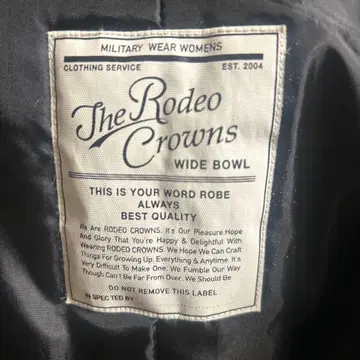 MILITARY WEAR WOMENS
CLOTHING SERVICE EST. 2004
The Rodeo
Crowns
WIDE BOWL
THIS IS YOUR WORD ROBE
ALWAYS
BEST QUALITY
We Are RODEO CROWNS. It's Our Pleasure.Hope
And Glory That You're Happy & Delightful With
Wearing RODEO CROWNS. We Hope We Can Craft
Things For Growing Up. Everything & Anytime. It's
Very Difficult To Make One. We Fumble Our Way
Though Can't Be Far From Over. We Should Be.
DO NOT REMOVE THIS LABEL
INSPECTED BY